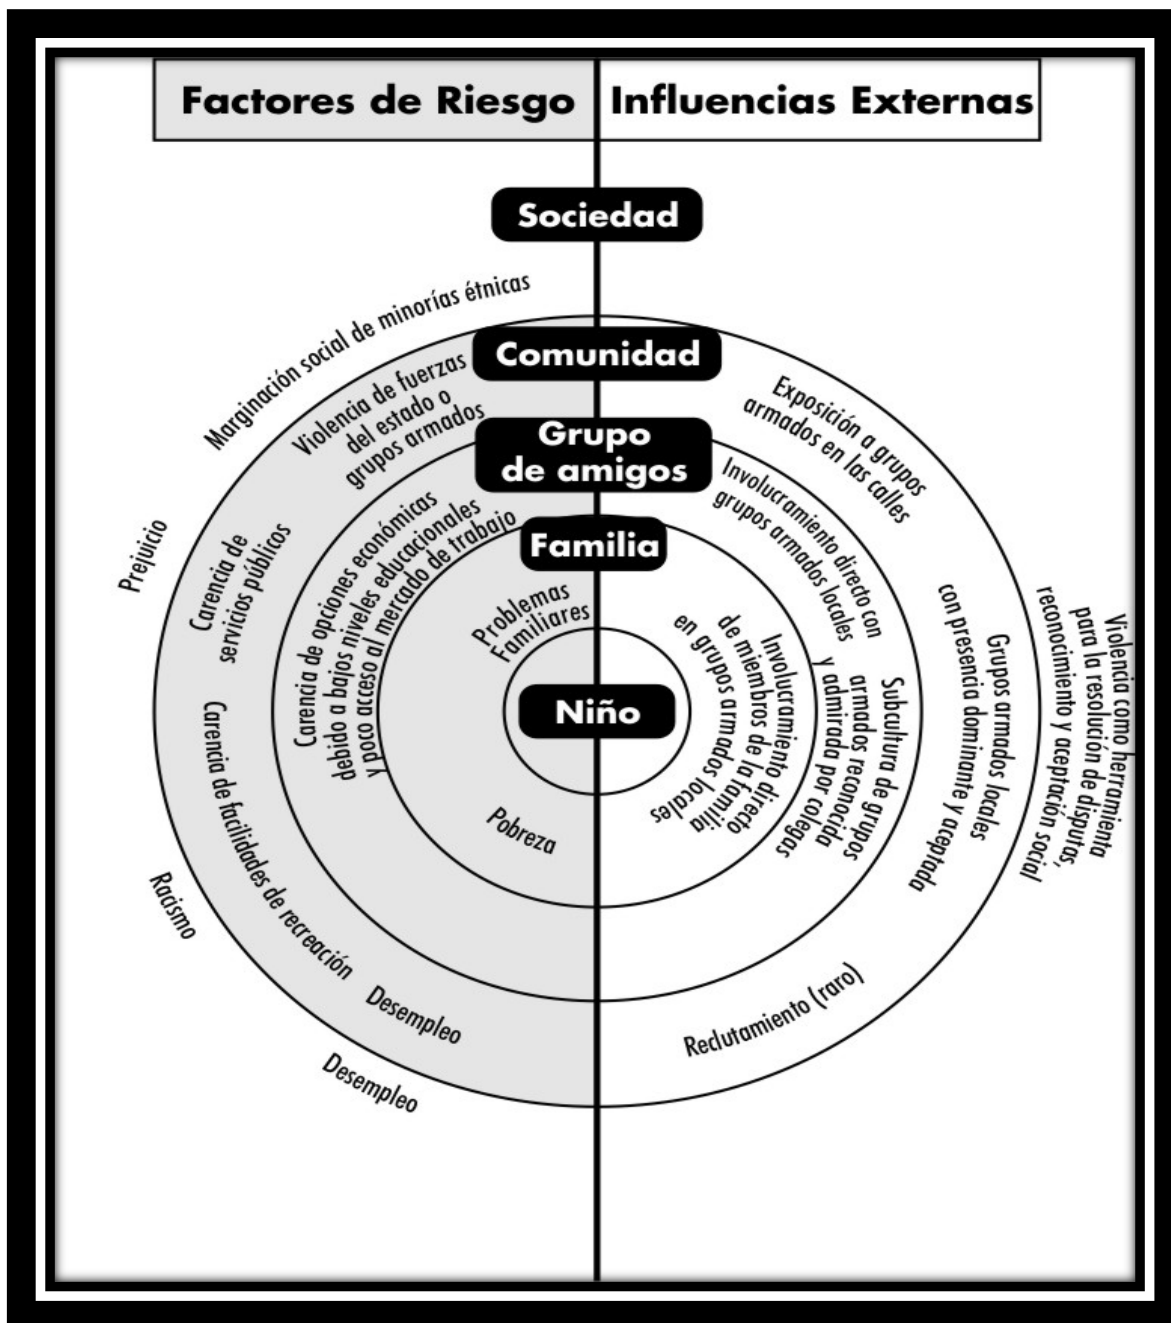 Factores de Riesgo
Influencias Externas
Sociedad
Marginación social de minorías étnicas
Prejuicio
Racismo
Desempleo
Violencia como herramienta
para la resolución de disputas,
reconocimiento y aceptación social
Comunidad
Violencia de fuerzas
del estado o
grupos armados
Carencia de
servicios públicos
Carencia de facilidades de recreación
Desempleo
Exposición a grupos
armados en las calles
Grupos armados locales
con presencia dominante y aceptada
Reclutamiento (raro)
Grupo
de amigos
Carencia de opciones económicas
debido a bajos niveles educacionales
y poco acceso al mercado de trabajo
Involucramiento directo con
grupos armados locales
Subcultura de grupos
armados reconocida
y admirada por colegas
Familia
Problemas
Familiares
Pobreza
Involucramiento directo
de miembros de la familia
en grupos armados locales
Niño